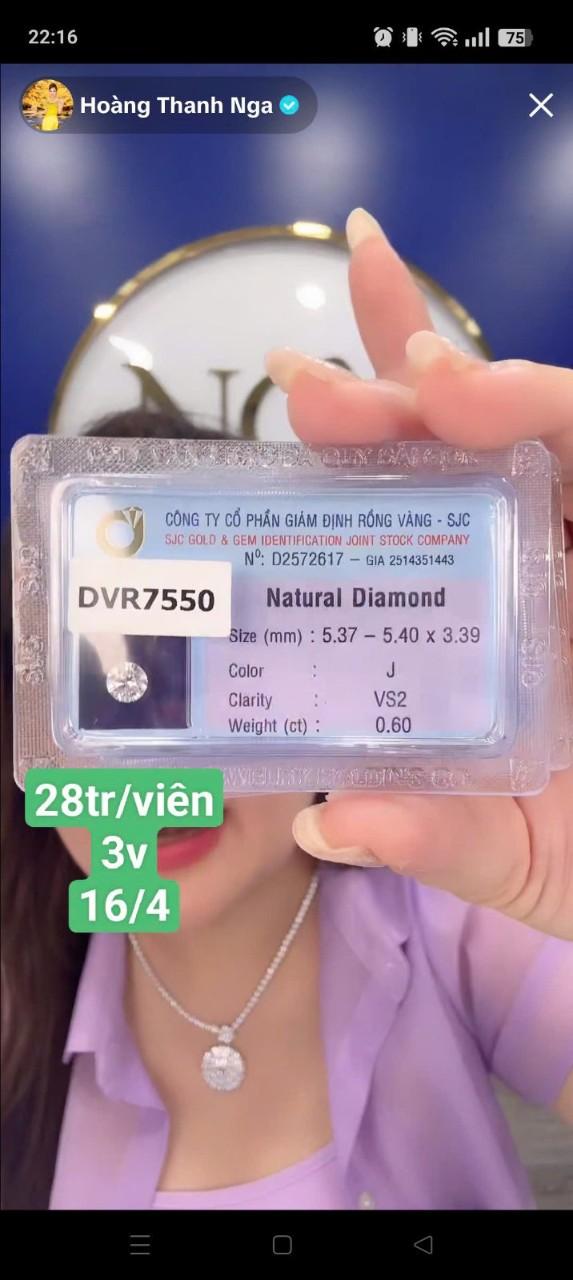 22:16
75
Hoàng Thanh Nga
CÔNG TY CỔ PHẦN GIÁM ĐỊNH RỒNG VÀNG - SJC
SJC GOLD & GEM IDENTIFICATION JOINT STOCK COMPANY
Nº: D2572617 – GIA 2514351443
DVR7550
Natural Diamond
Size (mm) : 5.37 – 5.40 x 3.39
Color : J
Clarity : VS2
Weight (ct) : 0.60
28tr/viên
3v
16/4